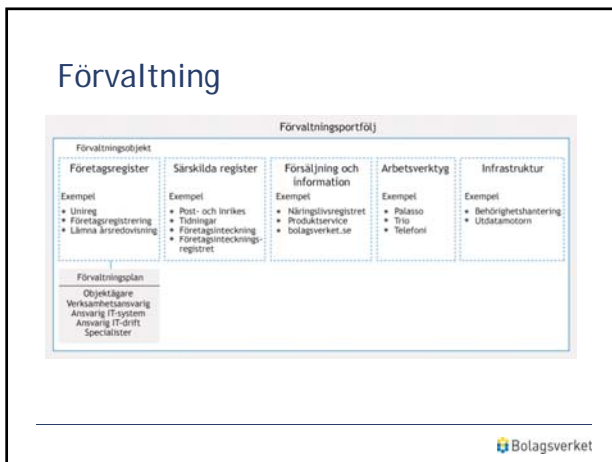 Förvaltning
Förvaltningsportfölj
Förvaltningsobjekt
Företagsregister
Exempel
• Unireg
• Företagsregistrering
• Lämna årsredovisning
Särskilda register
Exempel
• Post- och Inrikes
• Tidningar
• Företagsinteckning
• Företagsintecknings-
registret
Försäljning och
information
Exempel
• Näringslivsregistret
• Produktservice
• bolagsverket.se
Arbetsverktyg
Exempel
• Palasso
• Trio
• Telefoni
Infrastruktur
Exempel
• Behörighetshantering
• Utdatamotorn
Förvaltningsplan
Objektägare
Verksamhetsansvarig
Ansvarig IT-system
Ansvarig IT-drift
Specialister
Bolagsverket